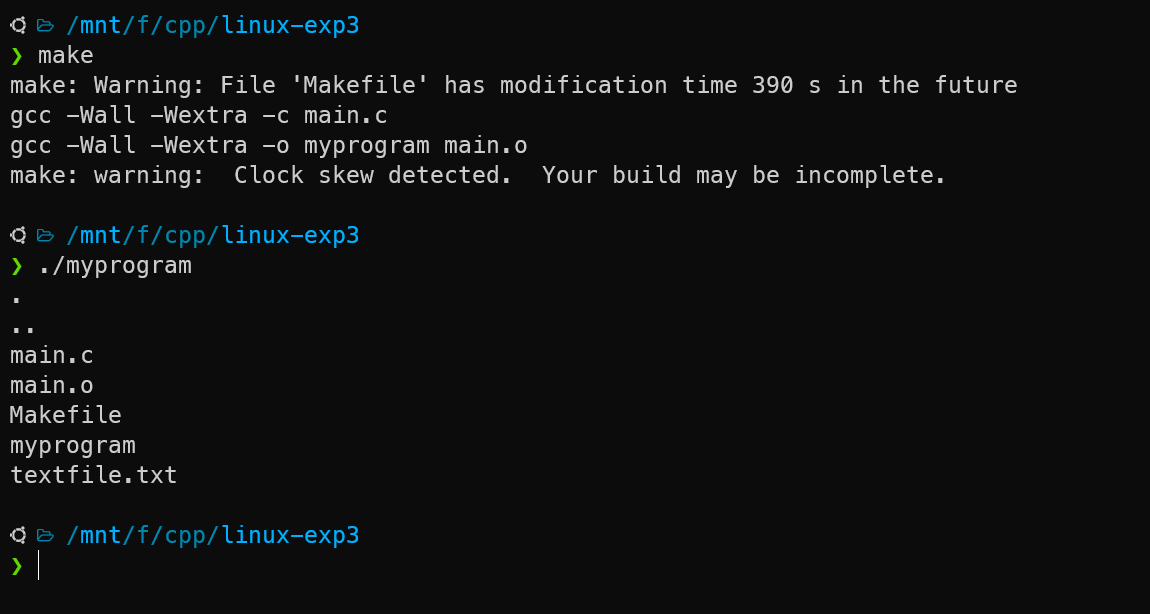 /mnt/f/cpp/linux-exp3
❯ make
make: Warning: File 'Makefile' has modification time 390 s in the future
gcc -Wall -Wextra -c main.c
gcc -Wall -Wextra -o myprogram main.o
make: warning:  Clock skew detected.  Your build may be incomplete.
/mnt/f/cpp/linux-exp3
❯ ./myprogram
.
..
main.c
main.o
Makefile
myprogram
textfile.txt
/mnt/f/cpp/linux-exp3
❯